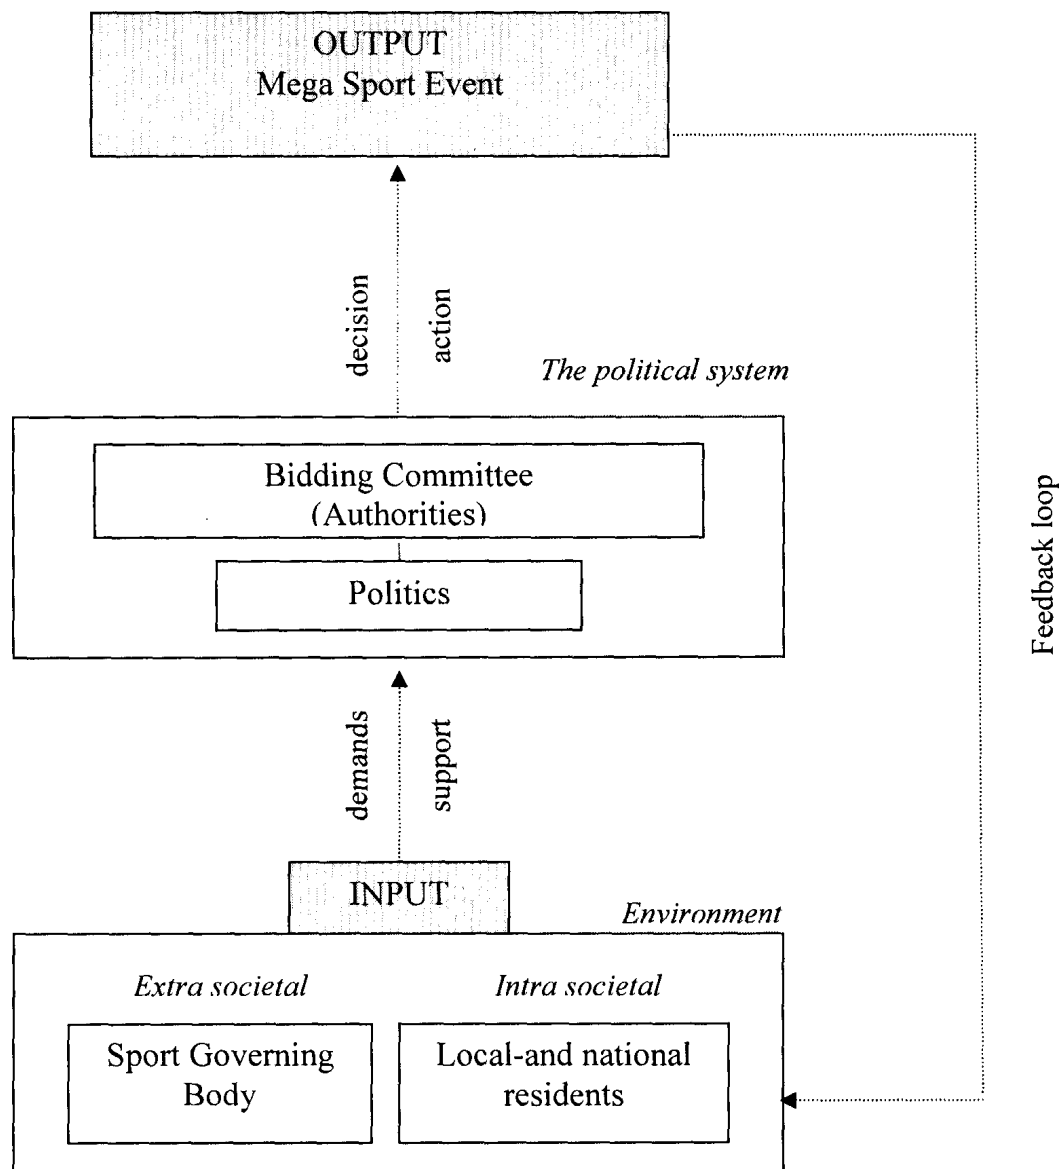 OUTPUT
Mega Sport Event
decision
action
The political system
Bidding Committee
(Authorities)
Politics
Feedback loop
demands
support
INPUT
Environment
Extra societal
Intra societal
Sport Governing
Body
Local-and national
residents